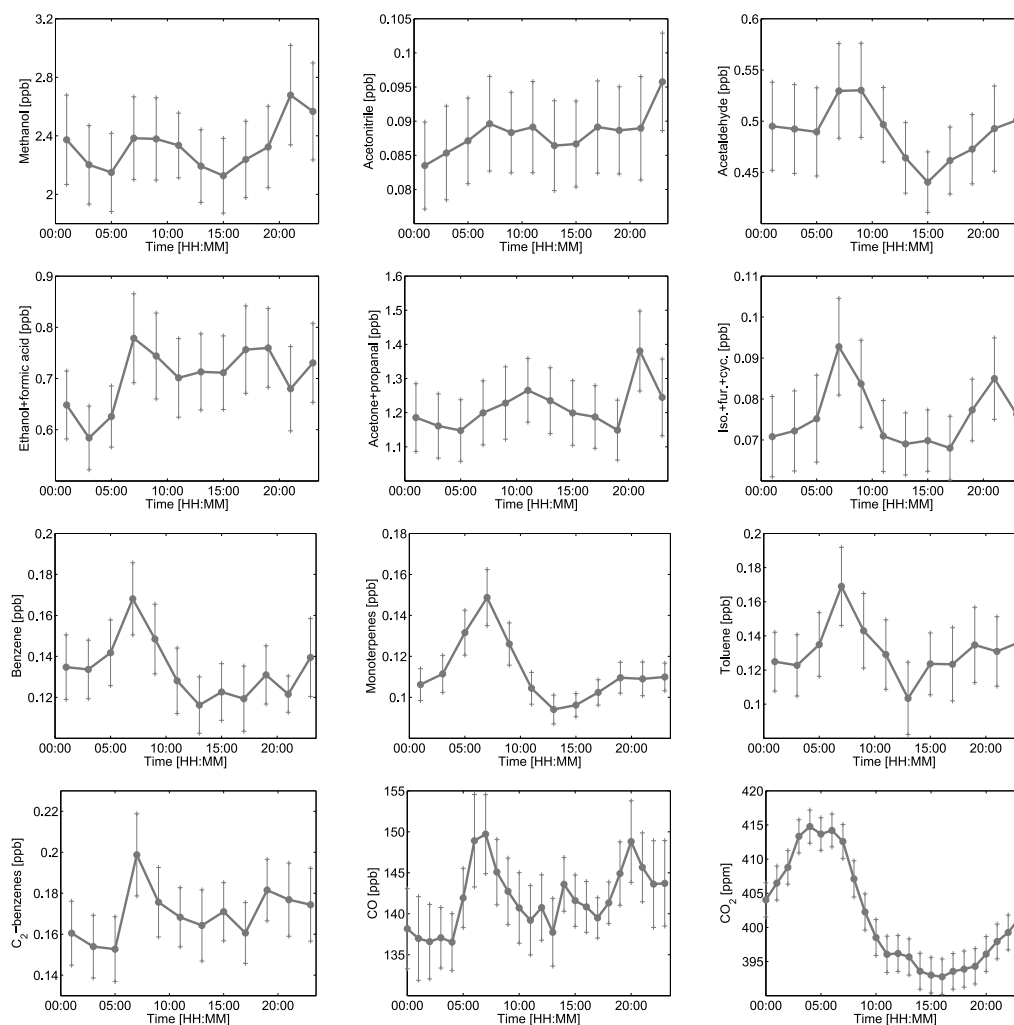 3.2
2.8
2.4
2
Methanol [ppb]
00:00 05:00 10:00 15:00 20:00
Time [HH:MM]
0.105
0.1
0.095
0.09
0.085
0.08
Acetonitrile [ppb]
00:00 05:00 10:00 15:00 20:00
Time [HH:MM]
0.6
0.55
0.5
0.45
Acetaldehyde [ppb]
00:00 05:00 10:00 15:00 20:00
Time [HH:MM]
0.9
0.8
0.7
0.6
Ethanol+formic acid [ppb]
00:00 05:00 10:00 15:00 20:00
Time [HH:MM]
1.6
1.5
1.4
1.3
1.2
1.1
Acetone+propanal [ppb]
00:00 05:00 10:00 15:00 20:00
Time [HH:MM]
0.11
0.1
0.09
0.08
0.07
Iso.+fur.+cyc. [ppb]
00:00 05:00 10:00 15:00 20:00
Time [HH:MM]
0.2
0.18
0.16
0.14
0.12
Benzene [ppb]
00:00 05:00 10:00 15:00 20:00
Time [HH:MM]
0.18
0.16
0.14
0.12
0.1
Monoterpenes [ppb]
00:00 05:00 10:00 15:00 20:00
Time [HH:MM]
0.2
0.18
0.16
0.14
0.12
0.1
Toluene [ppb]
00:00 05:00 10:00 15:00 20:00
Time [HH:MM]
0.22
0.2
0.18
0.16
0.14
C₂-benzenes [ppb]
00:00 05:00 10:00 15:00 20:00
Time [HH:MM]
155
150
145
140
135
CO [ppb]
00:00 05:00 10:00 15:00 20:00
Time [HH:MM]
420
415
410
405
400
395
CO₂ [ppm]
00:00 05:00 10:00 15:00 20:00
Time [HH:MM]